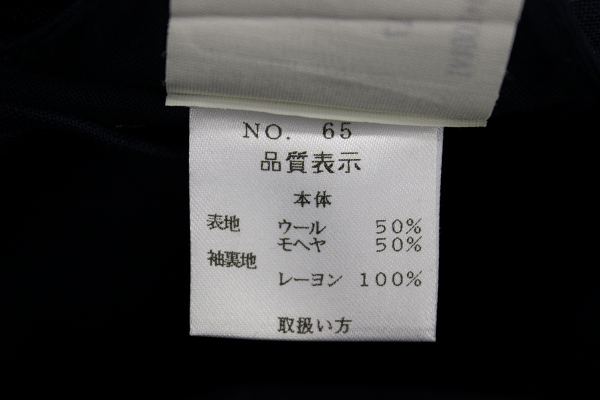 NO. 65
品質表示
本体
表地 ウール 50%
モヘヤ 50%
袖裏地
レーヨン 100%
取扱い方